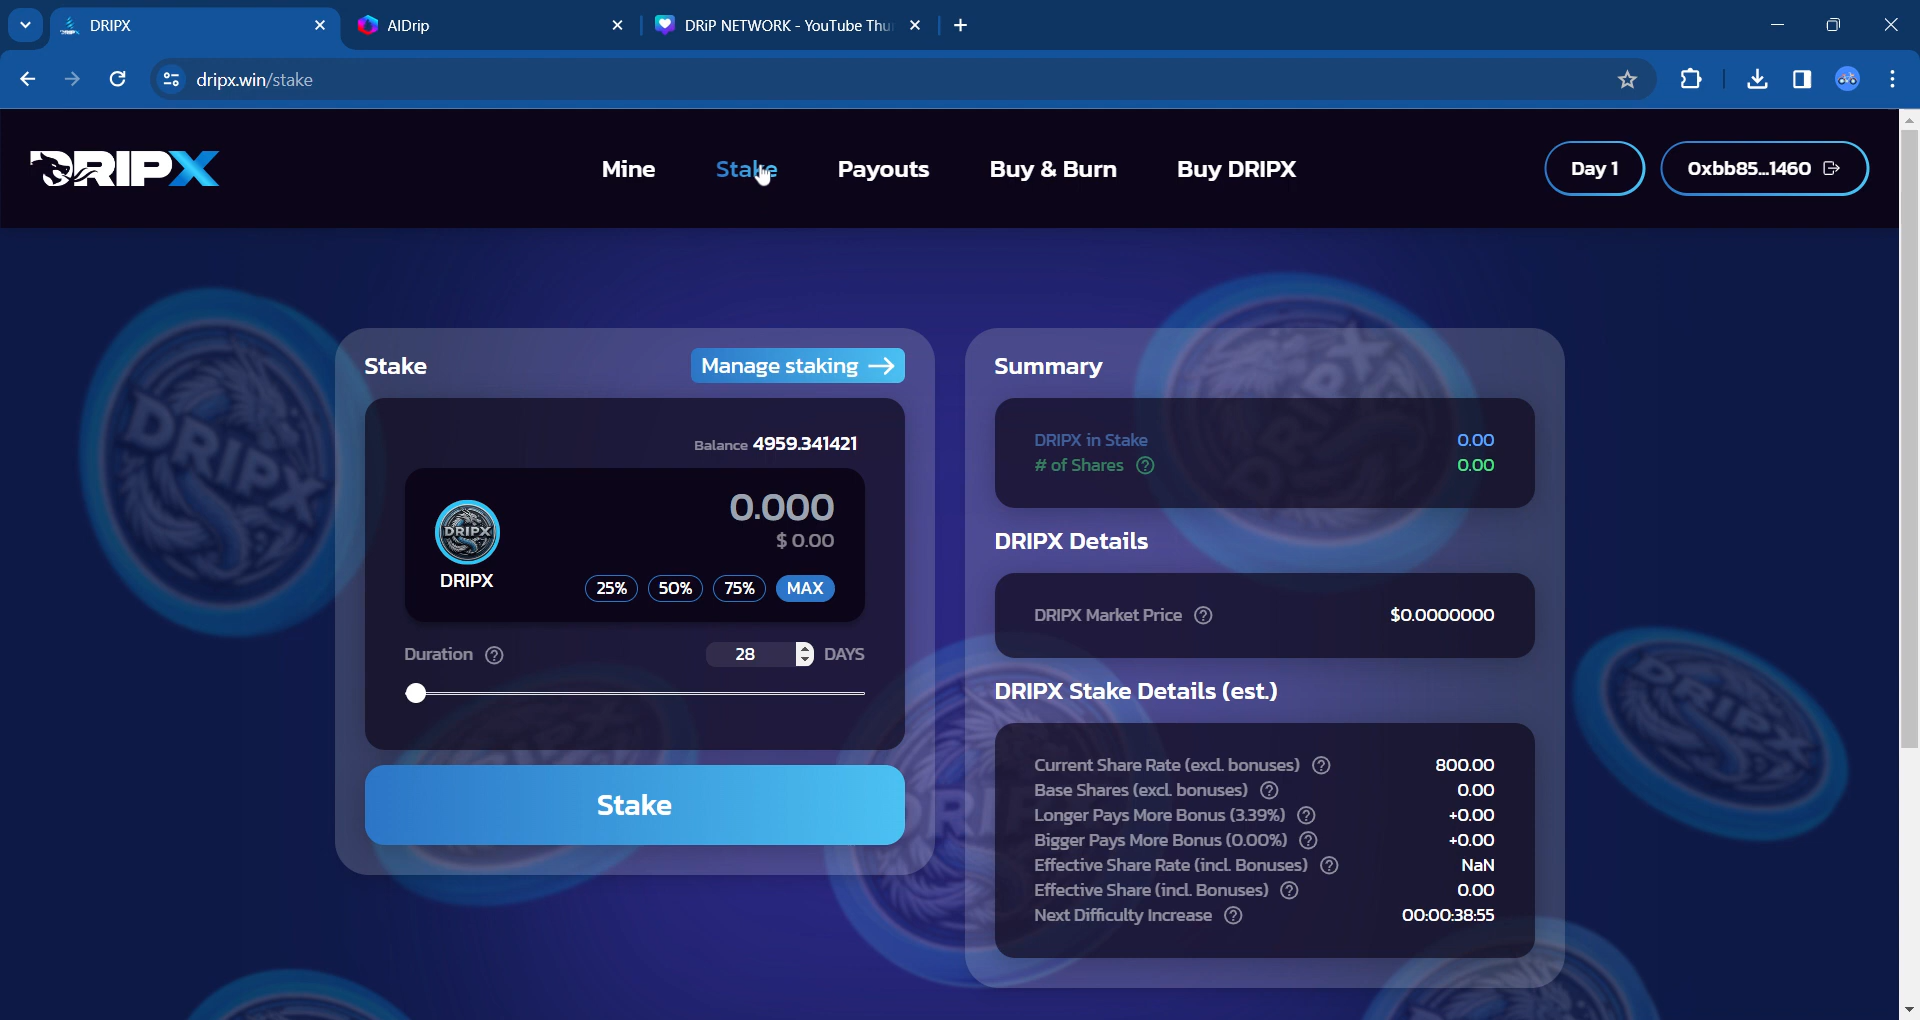 DRIPX
AIDrip
DRiP NETWORK - YouTube Thu
dripx.win/stake
DRIPX
Mine
Stake
Payouts
Buy & Burn
Buy DRIPX
Day 1
0xbb85...1460
Stake
Manage staking →
Balance 4959.341421
0.000
$ 0.00
DRIPX
DRIPX
25%
50%
75%
MAX
Duration ?
28
DAYS
Stake
Summary
DRIPX in Stake 0.00
# of Shares ? 0.00
DRIPX Details
DRIPX Market Price ? $0.0000000
DRIPX Stake Details (est.)
Current Share Rate (excl. bonuses) ? 800.00
Base Shares (excl. bonuses) ? 0.00
Longer Pays More Bonus (3.39%) ? +0.00
Bigger Pays More Bonus (0.00%) ? +0.00
Effective Share Rate (incl. Bonuses) ? NaN
Effective Share (incl. Bonuses) ? 0.00
Next Difficulty Increase ? 00:00:38:55
DRIPX
DRIPX
DRIPX